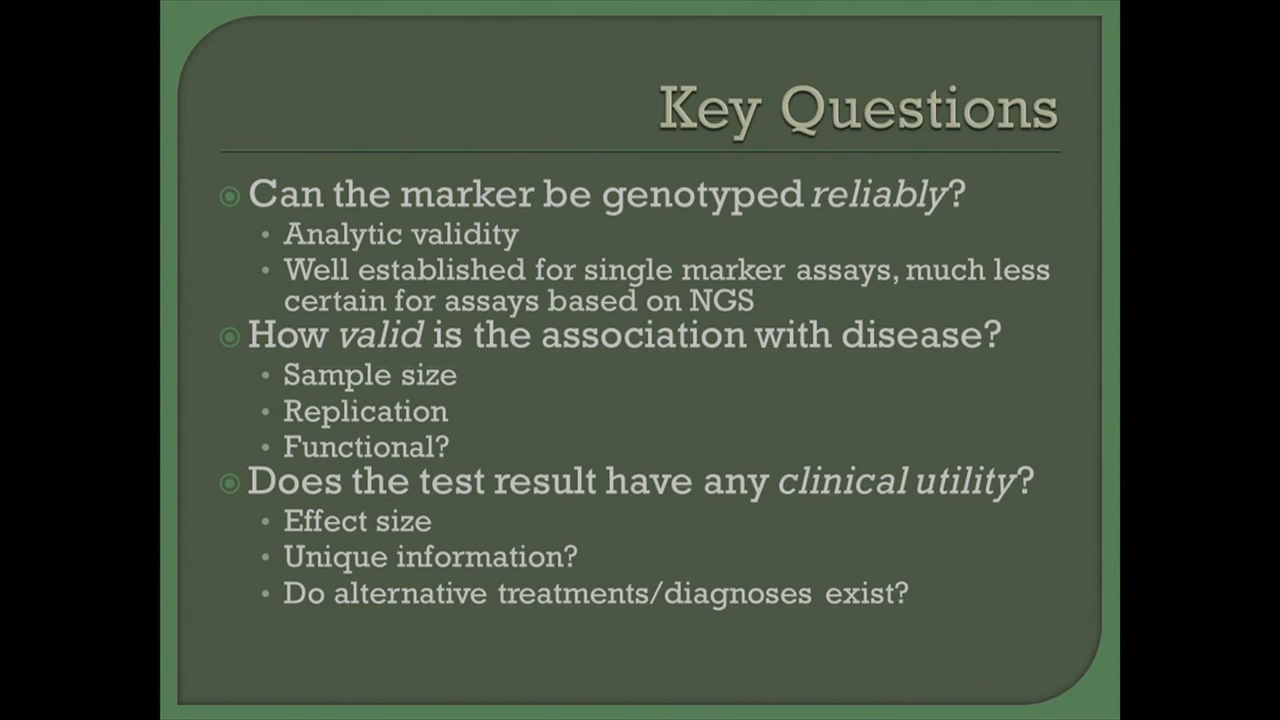 Key Questions
Can the marker be genotyped reliably?
Analytic validity
Well established for single marker assays, much less
certain for assays based on NGS
How valid is the association with disease?
Sample size
Replication
Functional?
Does the test result have any clinical utility?
Effect size
Unique information?
Do alternative treatments/diagnoses exist?